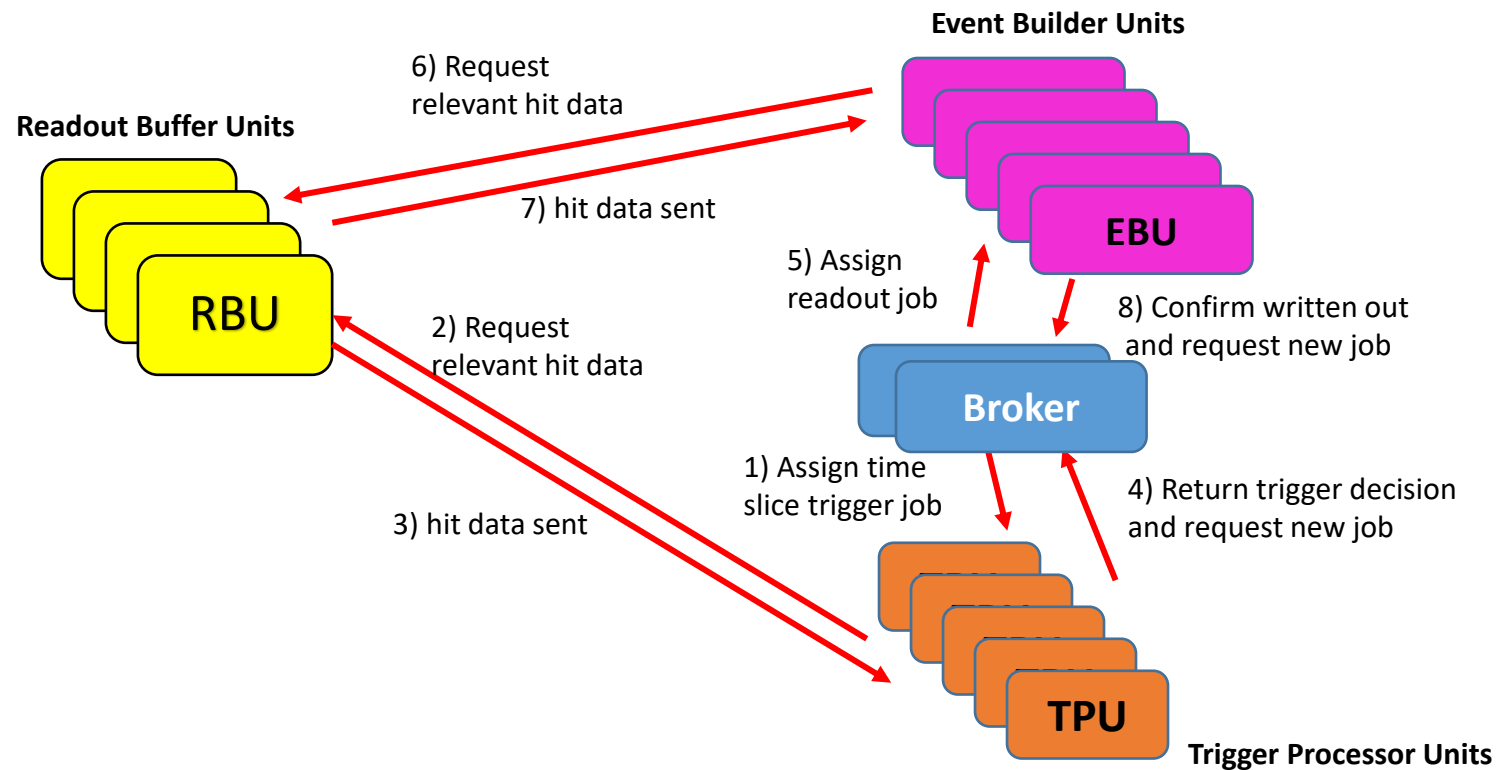 Event Builder Units
6) Request
relevant hit data
Readout Buffer Units
7) hit data sent
EBU
5) Assign
readout job
RBU
2) Request
relevant hit data
8) Confirm written out
and request new job
Broker
1) Assign time
slice trigger job
4) Return trigger decision
and request new job
3) hit data sent
TPU
Trigger Processor Units